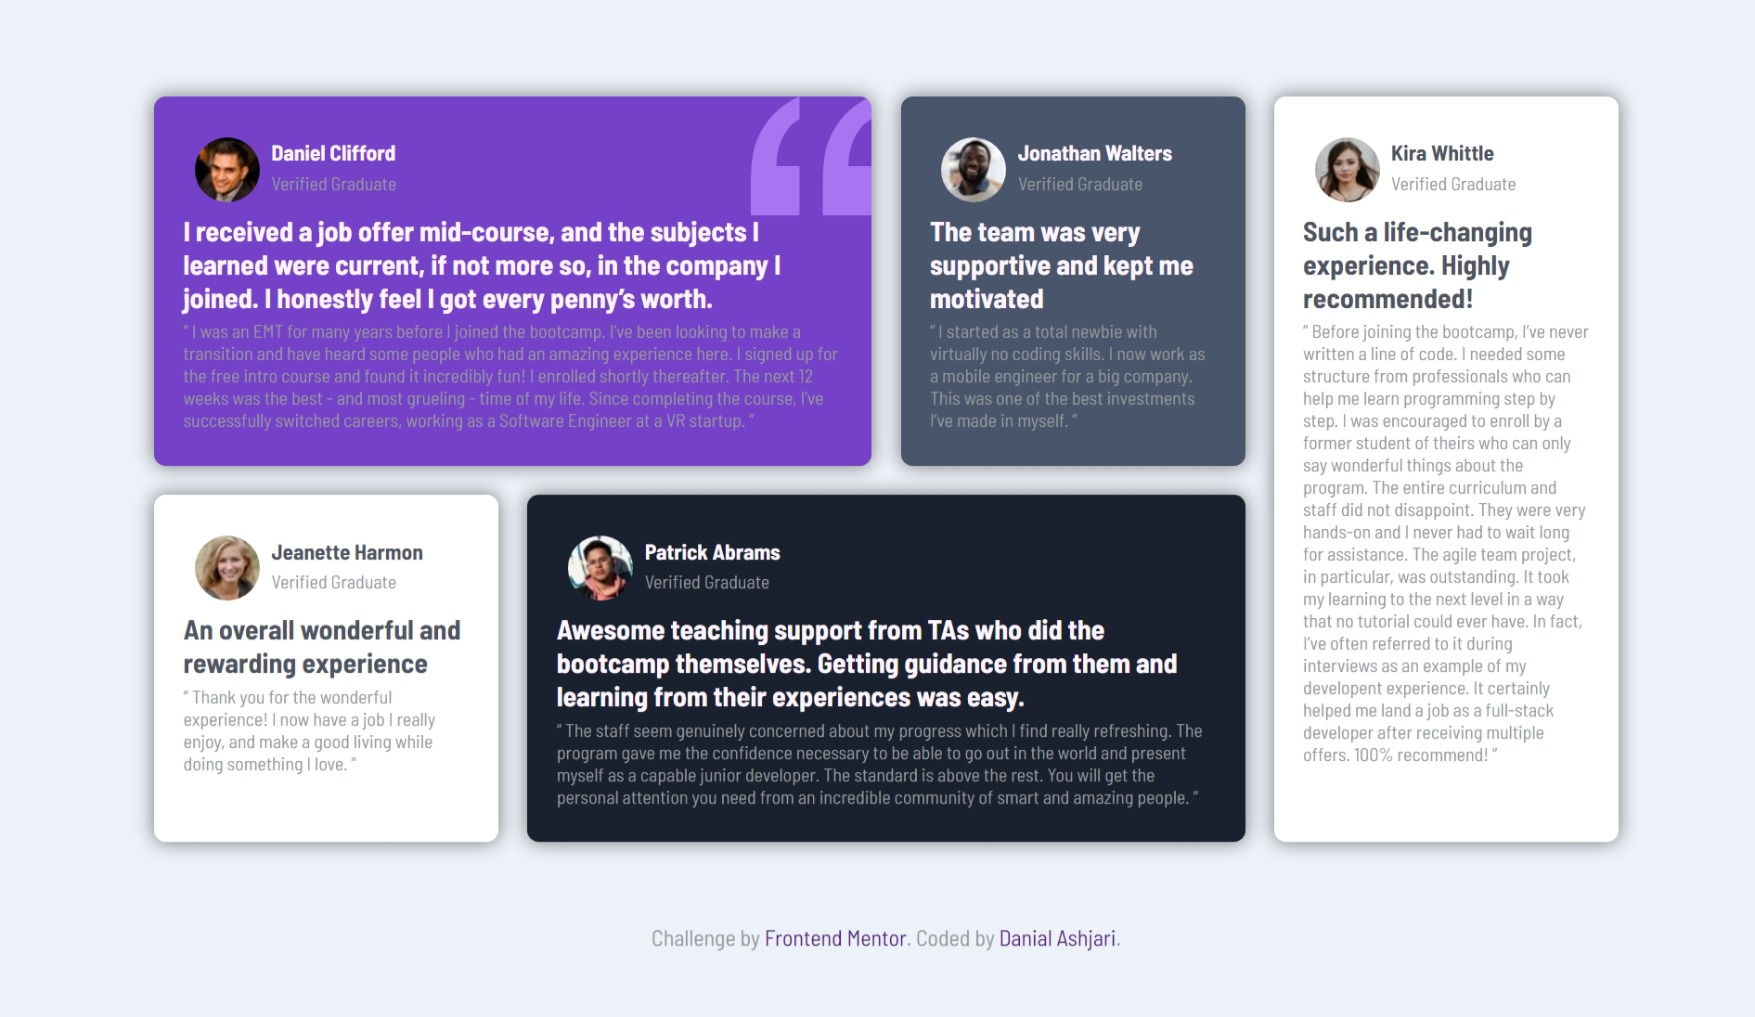 Daniel Clifford
Verified Graduate
I received a job offer mid-course, and the subjects I
learned were current, if not more so, in the company I
joined. I honestly feel I got every penny’s worth.
“ I was an EMT for many years before I joined the bootcamp. I’ve been looking to make a
transition and have heard some people who had an amazing experience here. I signed up for
the free intro course and found it incredibly fun! I enrolled shortly thereafter. The next 12
weeks was the best - and most grueling - time of my life. Since completing the course, I’ve
successfully switched careers, working as a Software Engineer at a VR startup. ”
Jonathan Walters
Verified Graduate
The team was very
supportive and kept me
motivated
“ I started as a total newbie with
virtually no coding skills. I now work as
a mobile engineer for a big company.
This was one of the best investments
I’ve made in myself. ”
Kira Whittle
Verified Graduate
Such a life-changing
experience. Highly
recommended!
“ Before joining the bootcamp, I’ve never
written a line of code. I needed some
structure from professionals who can
help me learn programming step by
step. I was encouraged to enroll by a
former student of theirs who can only
say wonderful things about the
program. The entire curriculum and
staff did not disappoint. They were very
hands-on and I never had to wait long
for assistance. The agile team project,
in particular, was outstanding. It took
my learning to the next level in a way
that no tutorial could ever have. In fact,
I’ve often referred to it during
interviews as an example of my
developent experience. It certainly
helped me land a job as a full-stack
developer after receiving multiple
offers. 100% recommend! ”
Jeanette Harmon
Verified Graduate
An overall wonderful and
rewarding experience
“ Thank you for the wonderful
experience! I now have a job I really
enjoy, and make a good living while
doing something I love. ”
Patrick Abrams
Verified Graduate
Awesome teaching support from TAs who did the
bootcamp themselves. Getting guidance from them and
learning from their experiences was easy.
“ The staff seem genuinely concerned about my progress which I find really refreshing. The
program gave me the confidence necessary to be able to go out in the world and present
myself as a capable junior developer. The standard is above the rest. You will get the
personal attention you need from an incredible community of smart and amazing people. ”
Challenge by Frontend Mentor. Coded by Danial Ashjari.